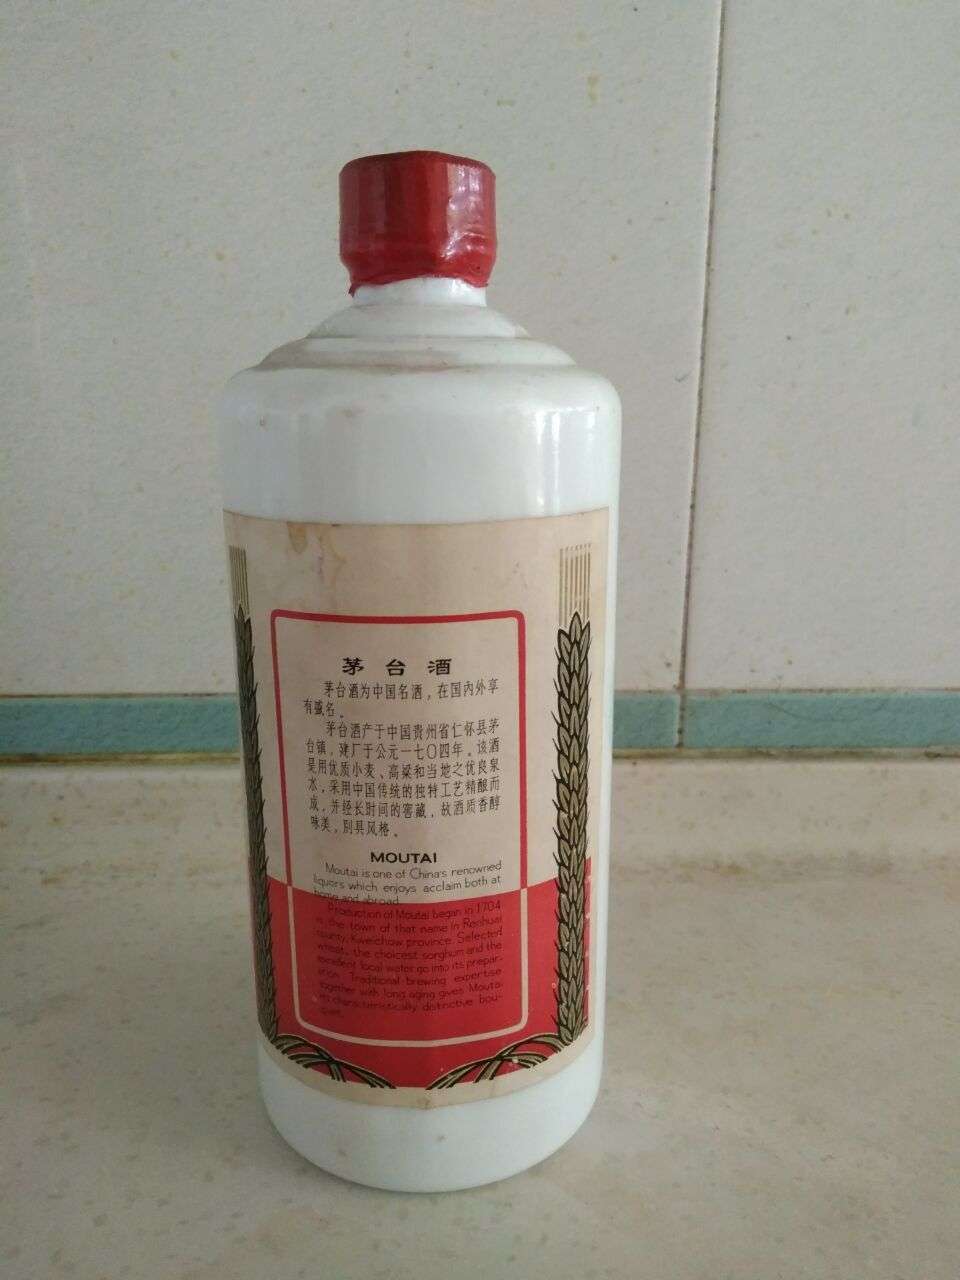 茅台酒
茅台酒为中国名酒，在国内外享
有盛名。
茅台酒产于中国贵州省仁怀县茅
台镇，建厂于公元一七〇四年。该酒
是用优质小麦、高粱和当地之优良泉
水，采用中国传统的独特工艺精酿而
成，并经长时间的窖藏，故酒质香醇
味美，别具风格。
MOUTAI
Moutai is one of China's renowned
liquors which enjoys acclaim both at
home and abroad.
Production of Moutai began in 1704
in the town of that name in Renhuai
county, Kweichow province. Selected
wheat, the choicest sorghum and the
excellent local water go into its prepar-
ation. Traditional brewing expertise
together with long aging gives Moutai
its characteristically distinctive bou-
quet.